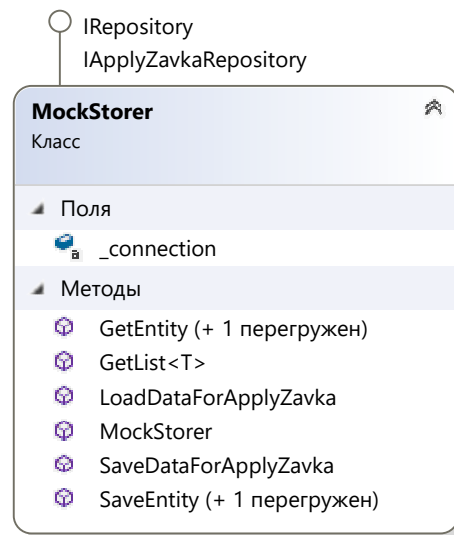 IRepository
IApplyZavkaRepository
MockStorer
Класс
Поля
_connection
Методы
GetEntity (+ 1 перегружен)
GetList<T>
LoadDataForApplyZavka
MockStorer
SaveDataForApplyZavka
SaveEntity (+ 1 перегружен)